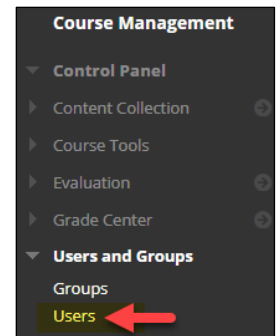 Course Management
Control Panel
Content Collection
Course Tools
Evaluation
Grade Center
Users and Groups
Groups
Users